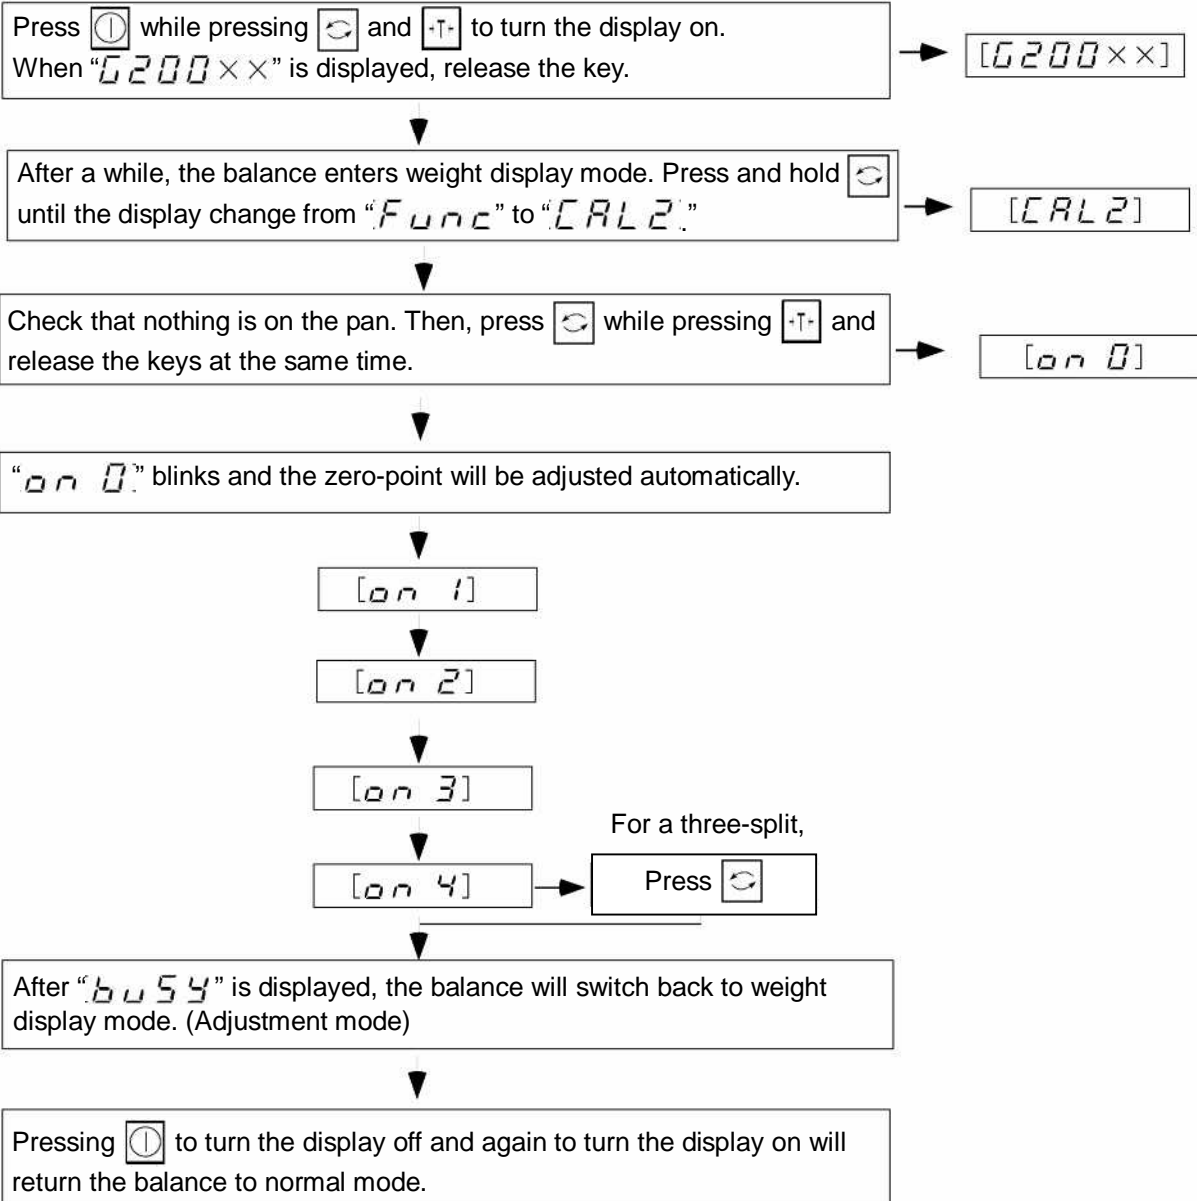 Press while pressing and -T- to turn the display on.
When “G200××” is displayed, release the key.
[G200××]
After a while, the balance enters weight display mode. Press and hold
until the display change from “Func” to “CAL2.”
[CAL2]
Check that nothing is on the pan. Then, press while pressing -T- and
release the keys at the same time.
[on 0]
“on 0” blinks and the zero-point will be adjusted automatically.
[on 1]
[on 2]
[on 3]
For a three-split,
[on 4]
Press
After “buSY” is displayed, the balance will switch back to weight
display mode. (Adjustment mode)
Pressing to turn the display off and again to turn the display on will
return the balance to normal mode.